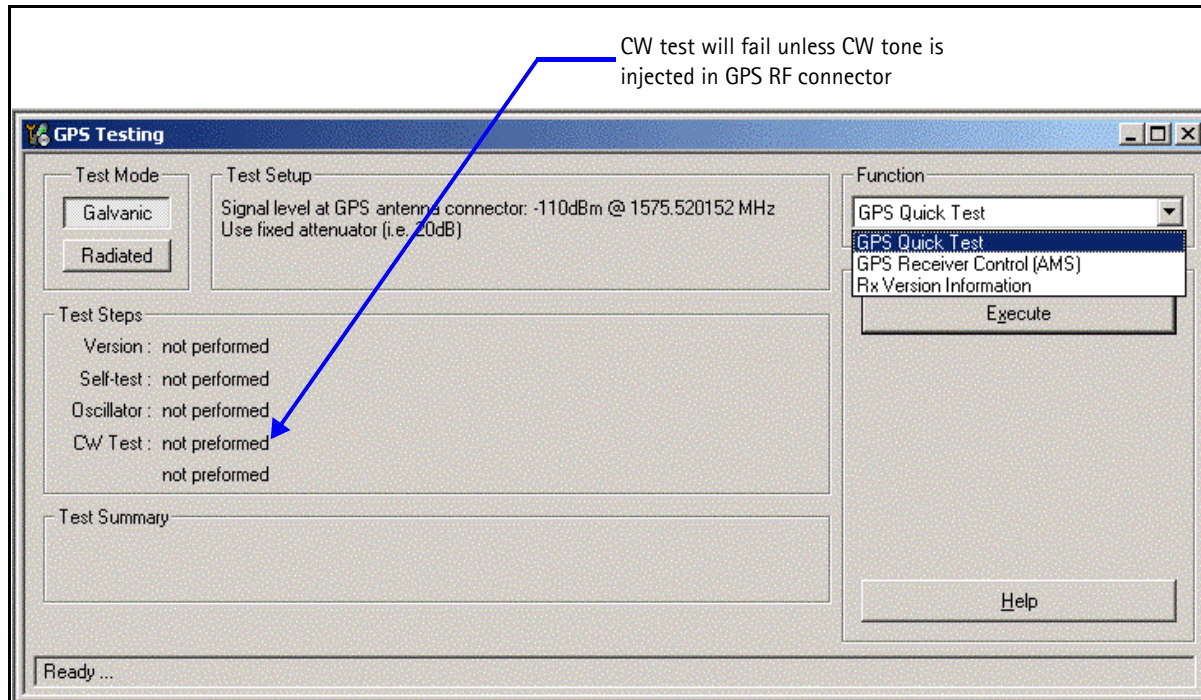 CW test will fail unless CW tone is
injected in GPS RF connector
GPS Testing
Test Mode
Galvanic
Radiated
Test Setup
Signal level at GPS antenna connector: -110dBm @ 1575.520152 MHz
Use fixed attenuator (i.e. 20dB)
Function
GPS Quick Test
GPS Quick Test
GPS Receiver Control (AMS)
Rx Version Information
Execute
Test Steps
Version : not performed
Self-test : not performed
Oscillator : not performed
CW Test : not preformed
not preformed
Test Summary
Help
Ready ...